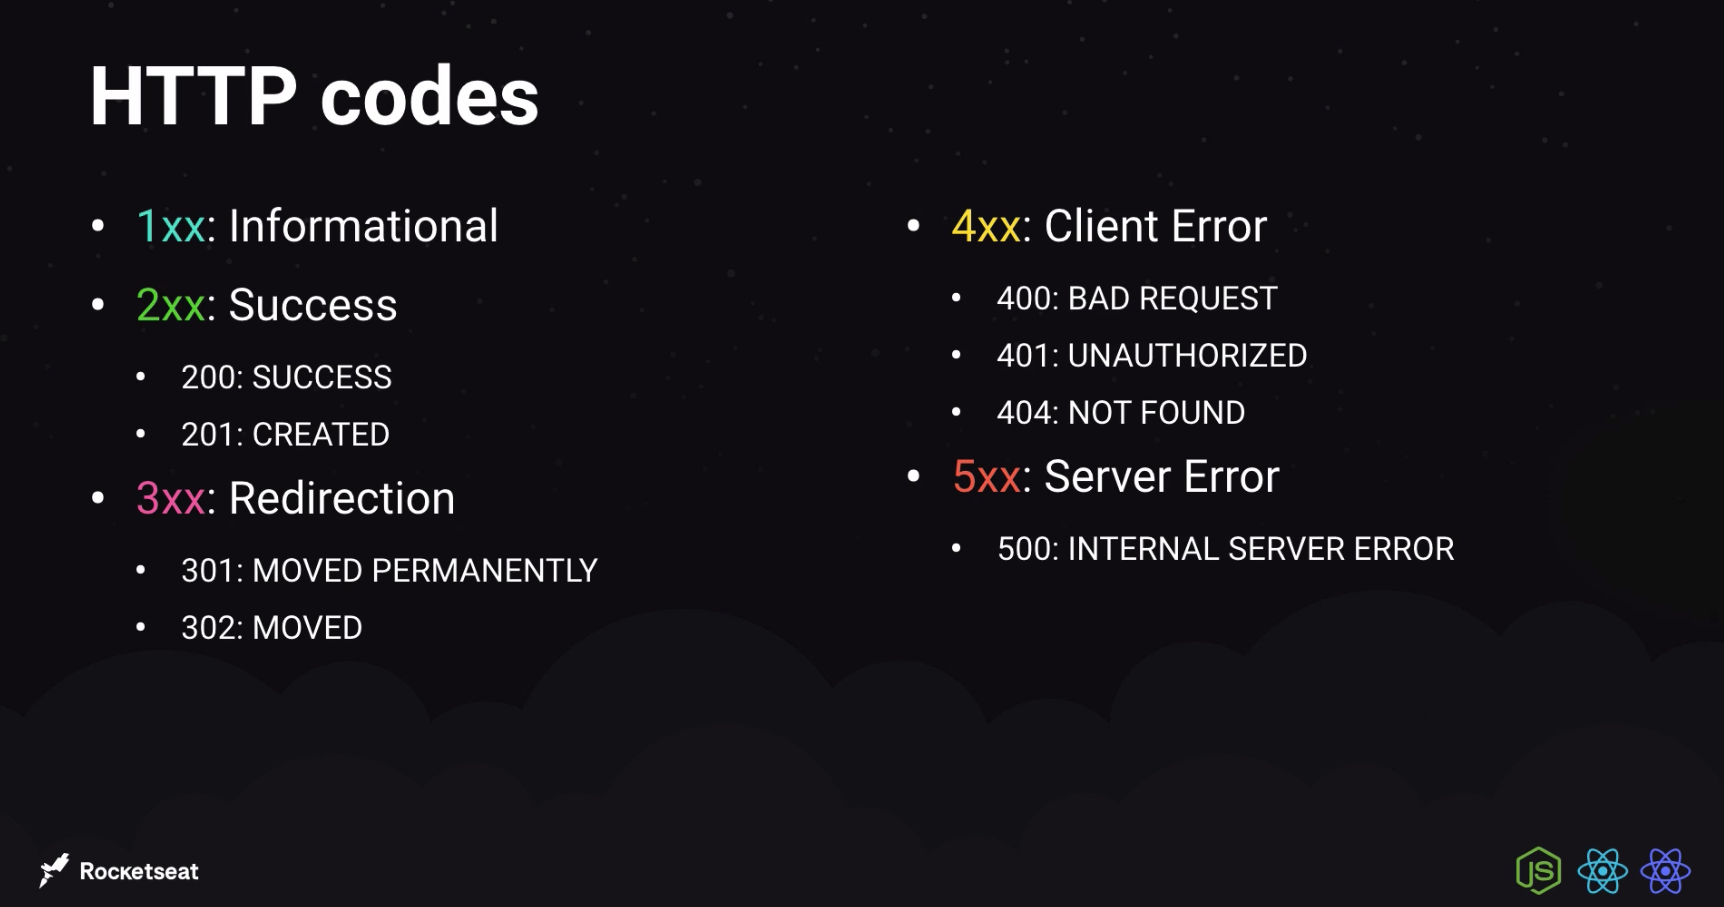 HTTP codes
• 1xx: Informational
• 2xx: Success
• 200: SUCCESS
• 201: CREATED
• 3xx: Redirection
• 301: MOVED PERMANENTLY
• 302: MOVED
• 4xx: Client Error
• 400: BAD REQUEST
• 401: UNAUTHORIZED
• 404: NOT FOUND
• 5xx: Server Error
• 500: INTERNAL SERVER ERROR
Rocketseat
JS